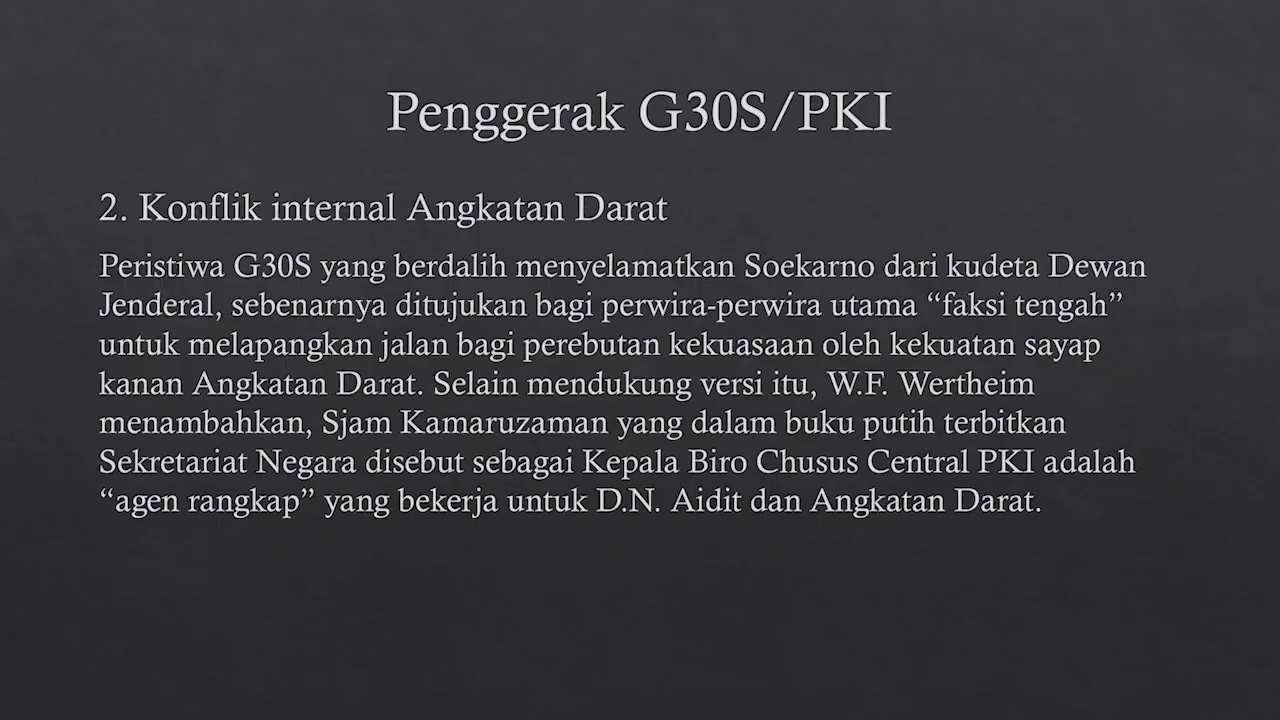 Penggerak G30S/PKI
2. Konflik internal Angkatan Darat
Peristiwa G30S yang berdalih menyelamatkan Soekarno dari kudeta Dewan
Jenderal, sebenarnya ditujukan bagi perwira-perwira utama “faksi tengah”
untuk melapangkan jalan bagi perebutan kekuasaan oleh kekuatan sayap
kanan Angkatan Darat. Selain mendukung versi itu, W.F. Wertheim
menambahkan, Sjam Kamaruzaman yang dalam buku putih terbitkan
Sekretariat Negara disebut sebagai Kepala Biro Chusus Central PKI adalah
“agen rangkap” yang bekerja untuk D.N. Aidit dan Angkatan Darat.